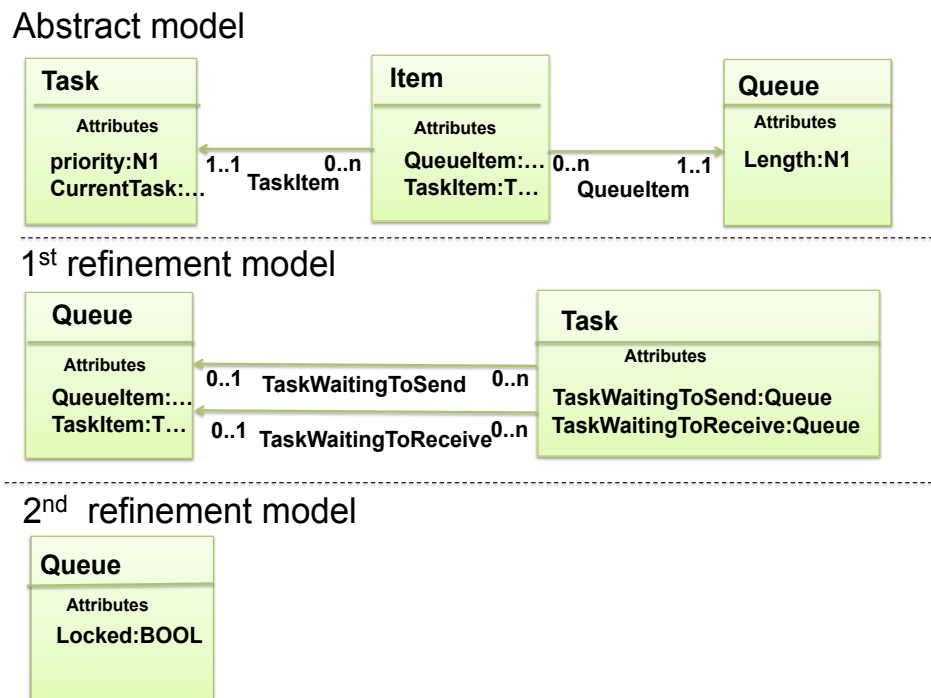 Abstract model
Task
Attributes
priority:N1
CurrentTask:...
1..1
TaskItem
0..n
Item
Attributes
QueueItem:...
TaskItem:T...
0..n
QueueItem
1..1
Queue
Attributes
Length:N1
1st refinement model
Queue
Attributes
QueueItem:...
TaskItem:T...
0..1 TaskWaitingToSend 0..n
0..1 TaskWaitingToReceive 0..n
Task
Attributes
TaskWaitingToSend:Queue
TaskWaitingToReceive:Queue
2nd refinement model
Queue
Attributes
Locked:BOOL